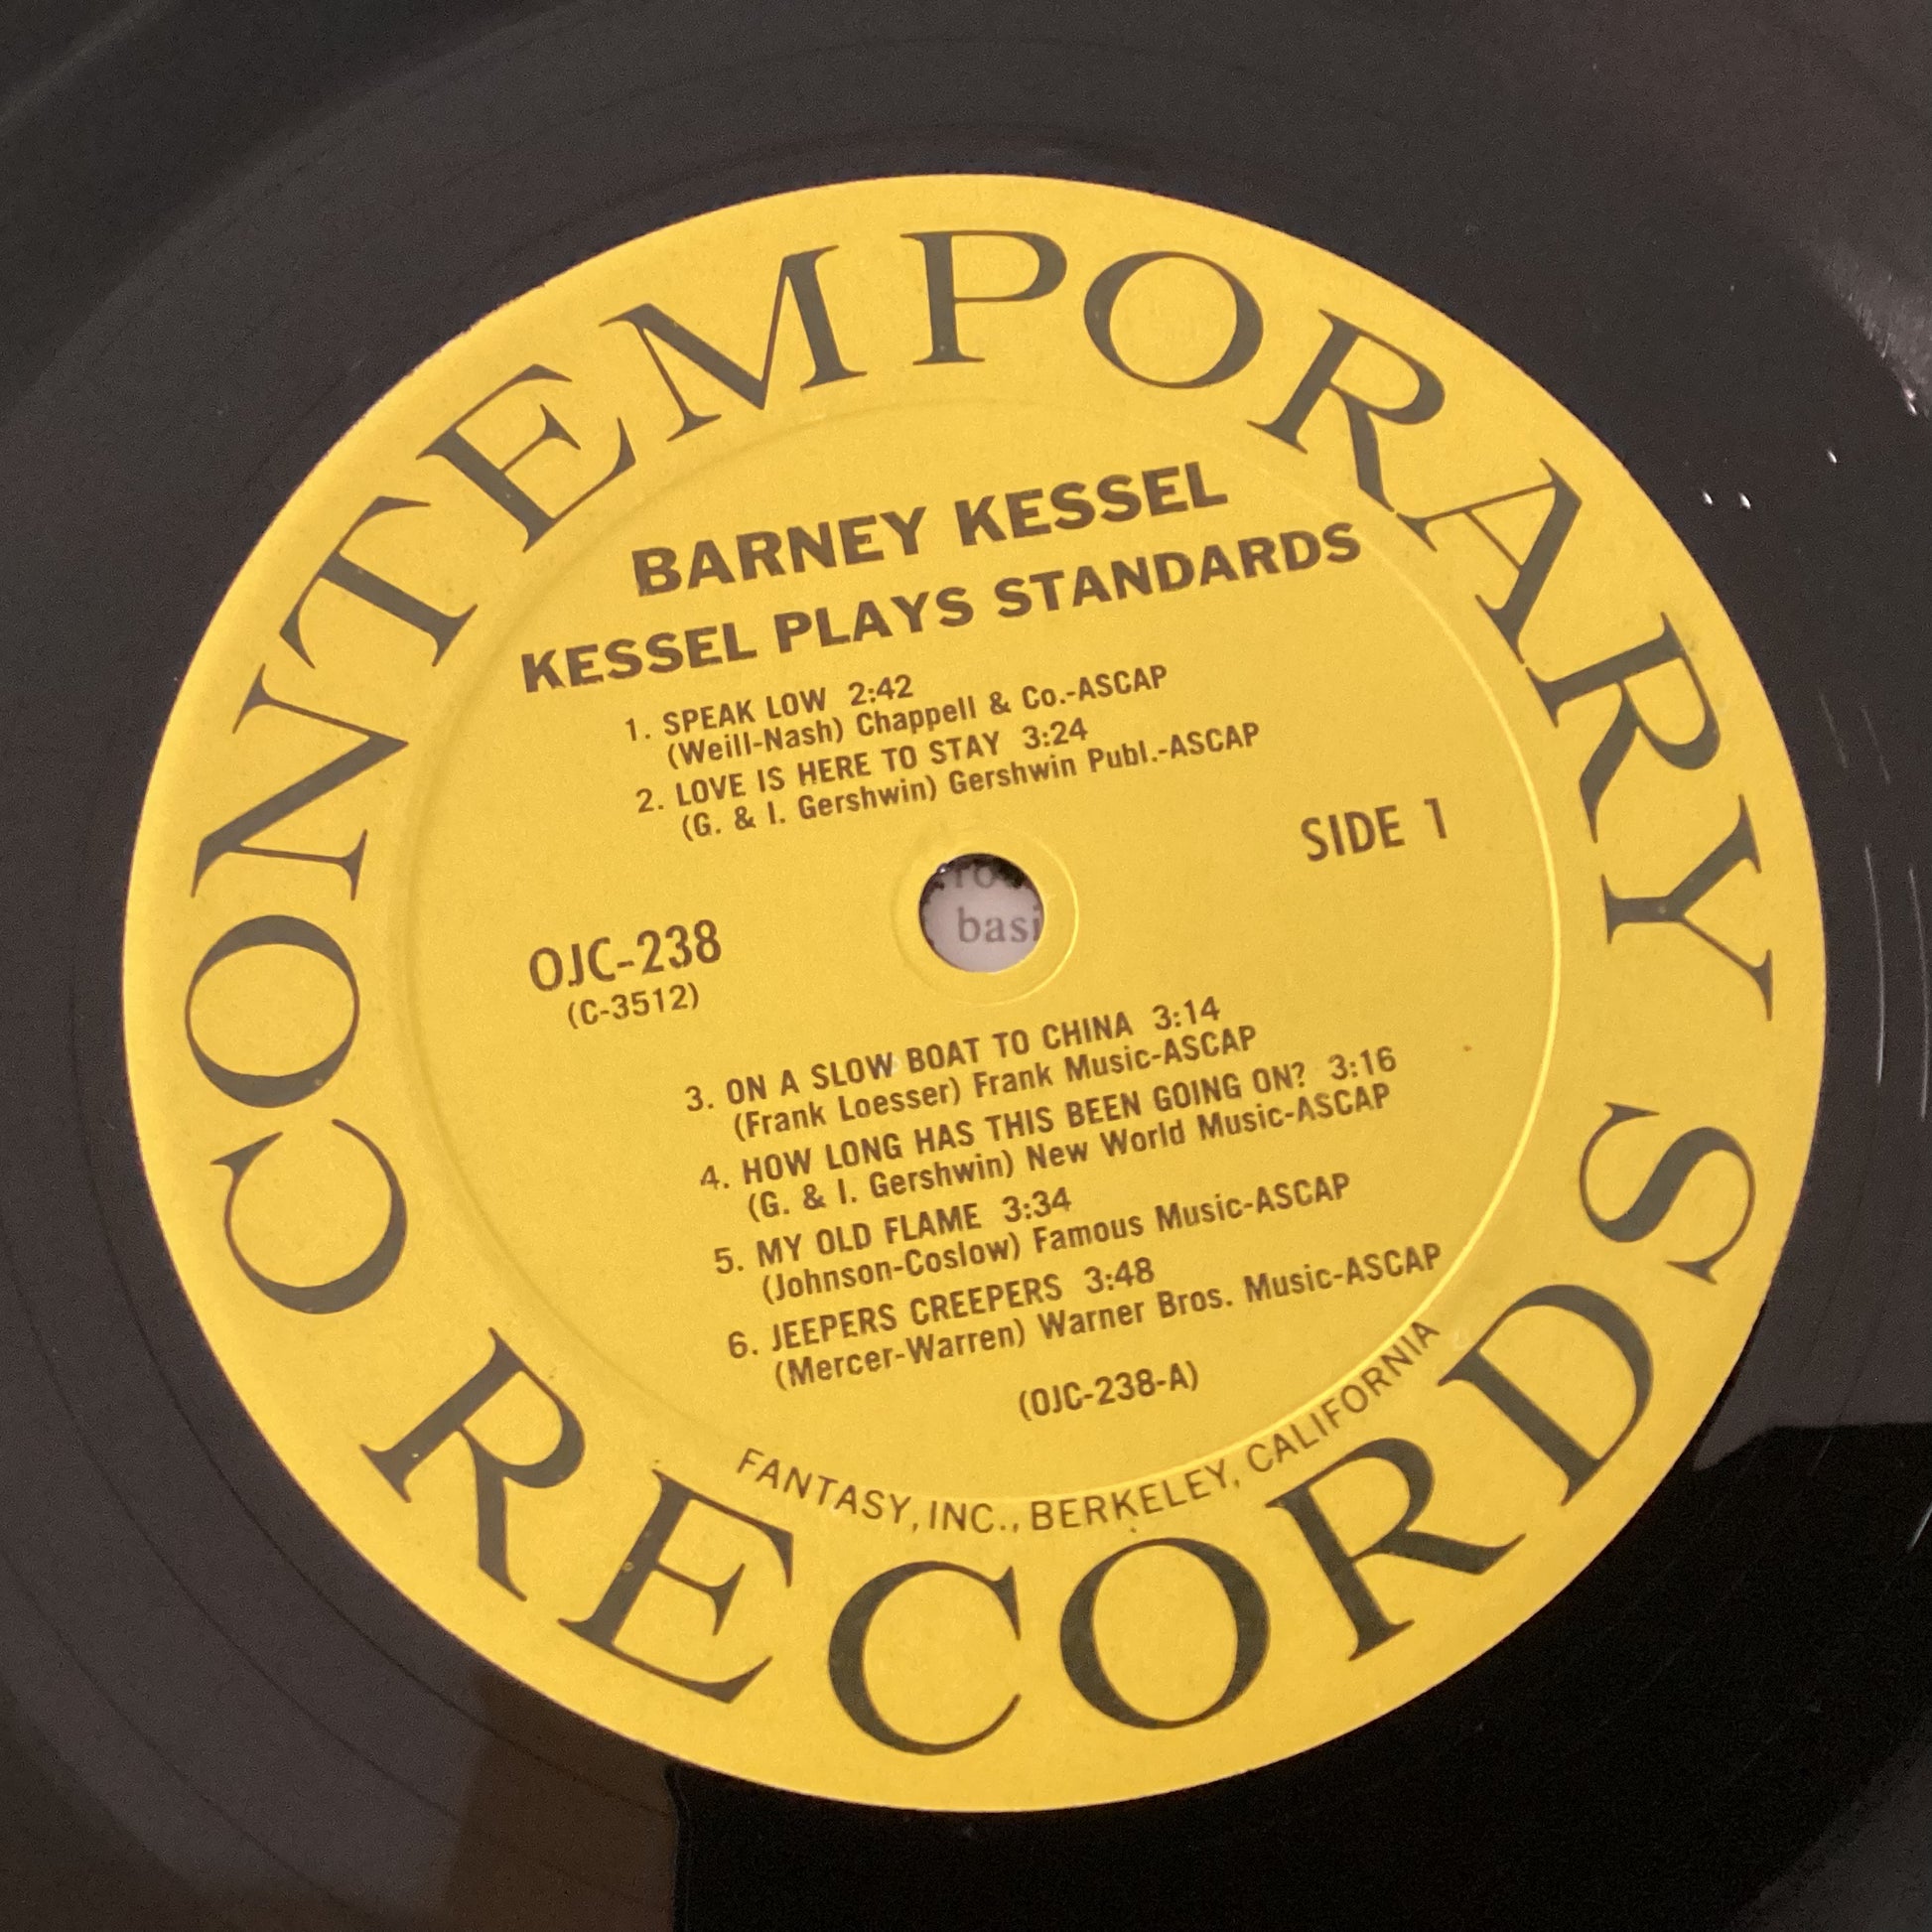 CONTEMPORARY RECORDS
BARNEY KESSEL
KESSEL PLAYS STANDARDS
1. SPEAK LOW 2:42
(Weill-Nash) Chappell & Co.-ASCAP
2. LOVE IS HERE TO STAY 3:24
(G. & I. Gershwin) Gershwin Publ.-ASCAP
SIDE 1
OJC-238
(C-3512)
3. ON A SLOW BOAT TO CHINA 3:14
(Frank Loesser) Frank Music-ASCAP
4. HOW LONG HAS THIS BEEN GOING ON? 3:16
(G. & I. Gershwin) New World Music-ASCAP
5. MY OLD FLAME 3:34
(Johnson-Coslow) Famous Music-ASCAP
6. JEEPERS CREEPERS 3:48
(Mercer-Warren) Warner Bros. Music-ASCAP
(OJC-238-A)
FANTASY, INC., BERKELEY, CALIFORNIA